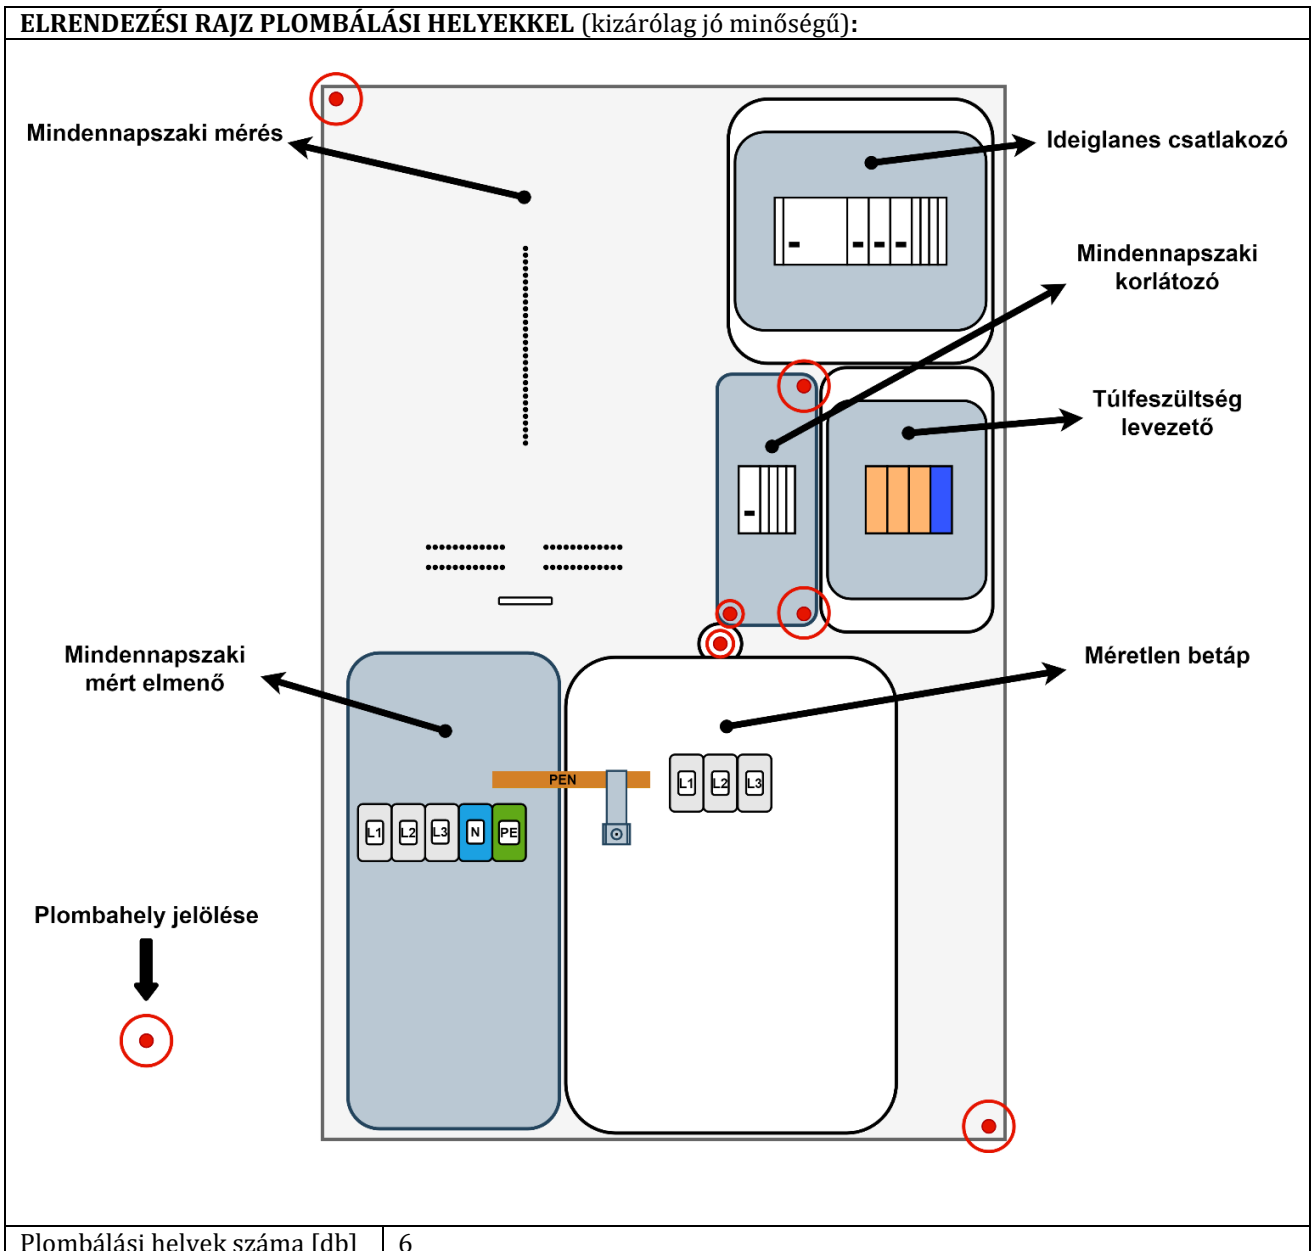 ELRENDEZÉSI RAJZ PLOMBÁLÁSI HELYEKKEL (kizárólag jó minőségű):
Mindennapszaki mérés
Ideiglanes csatlakozó
Mindennapszaki
korlátozó
Túlfeszültség
levezető
Mindennapszaki
mért elmenő
Méretlen betáp
PEN
L1 L2 L3
L1 L2 L3 N PE
Plombahely jelölése
Plombálási helyek száma [db] 6